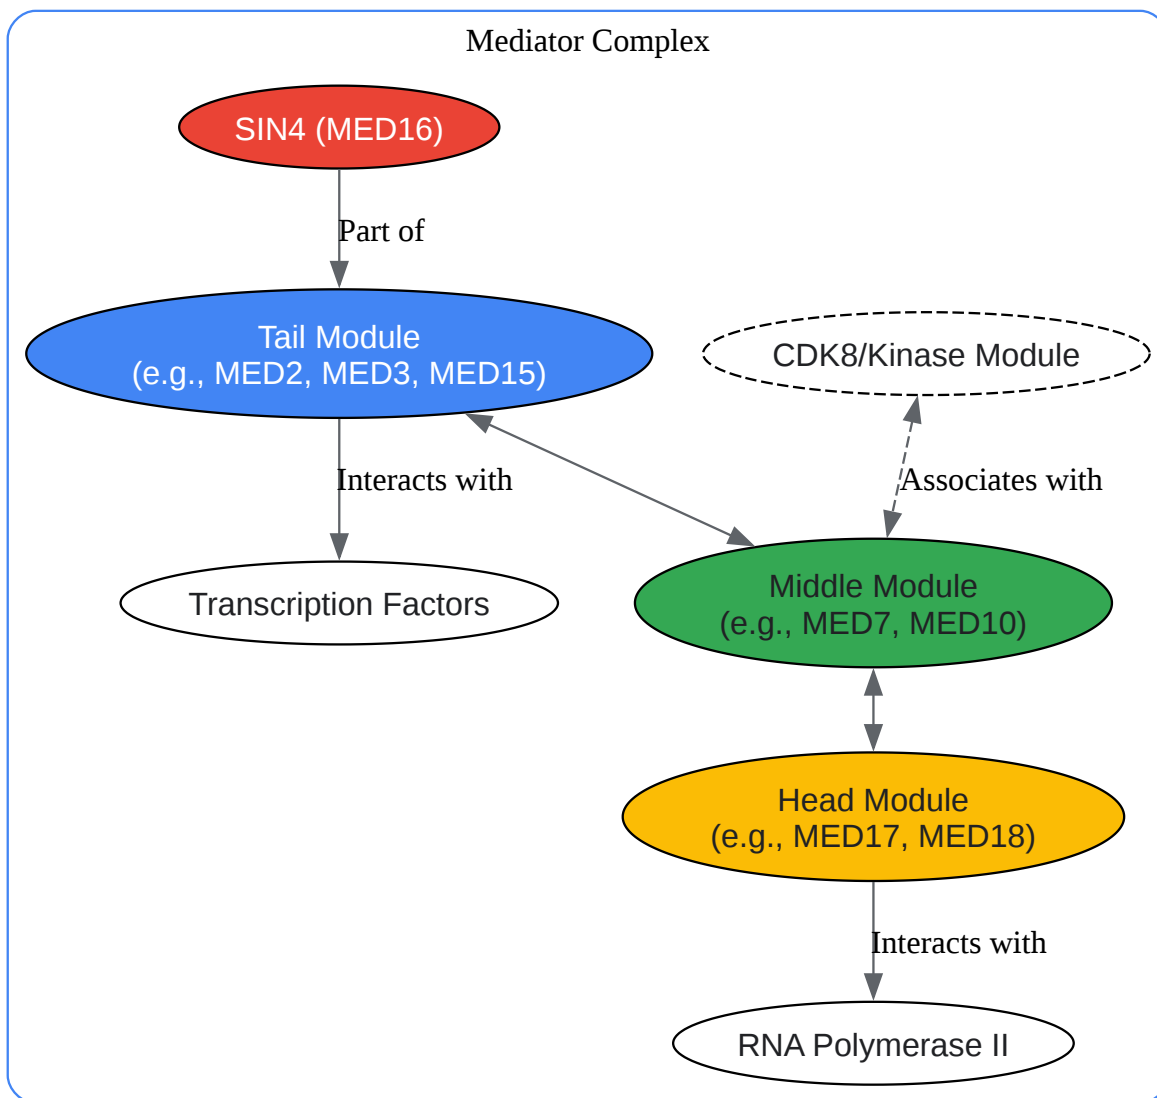 Mediator Complex
SIN4 (MED16)
Part of
Tail Module
(e.g., MED2, MED3, MED15)
CDK8/Kinase Module
Interacts with
Associates with
Transcription Factors
Middle Module
(e.g., MED7, MED10)
Head Module
(e.g., MED17, MED18)
Interacts with
RNA Polymerase II